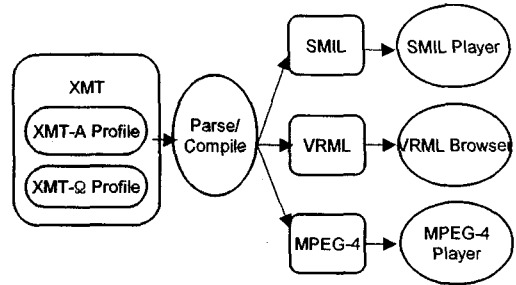 XMT
XMT-A Profile
XMT-Ω Profile
Parse/
Compile
SMIL
SMIL Player
VRML
VRML Browser
MPEG-4
MPEG-4
Player